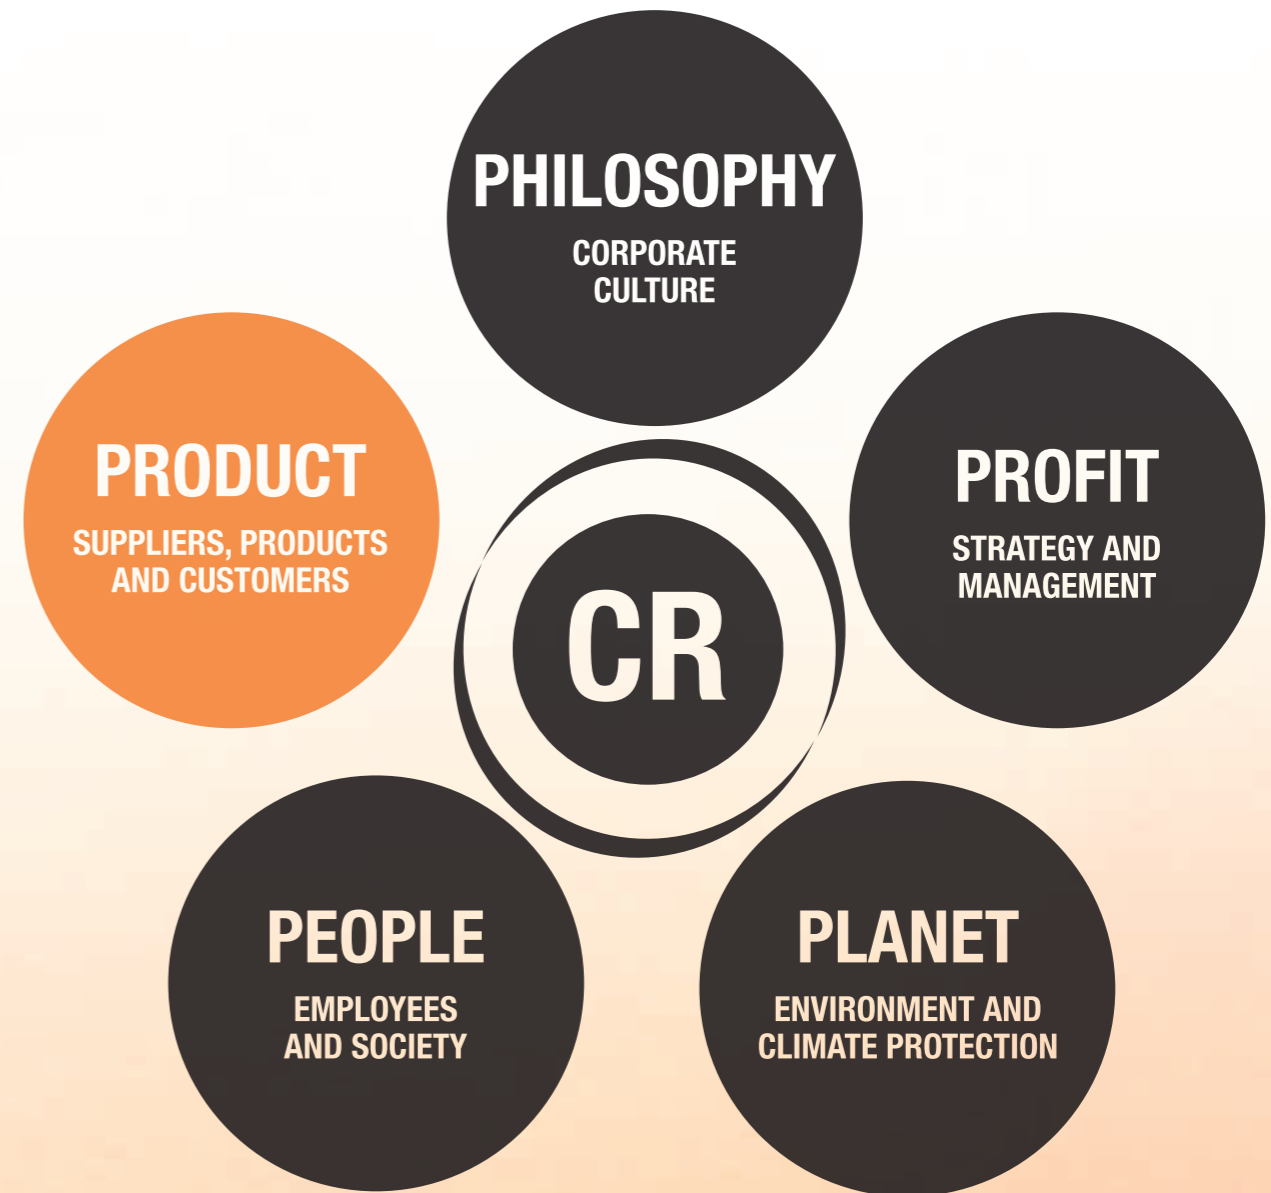 PHILOSOPHY
CORPORATE
CULTURE
PRODUCT
SUPPLIERS, PRODUCTS
AND CUSTOMERS
PROFIT
STRATEGY AND
MANAGEMENT
CR
PEOPLE
EMPLOYEES
AND SOCIETY
PLANET
ENVIRONMENT AND
CLIMATE PROTECTION